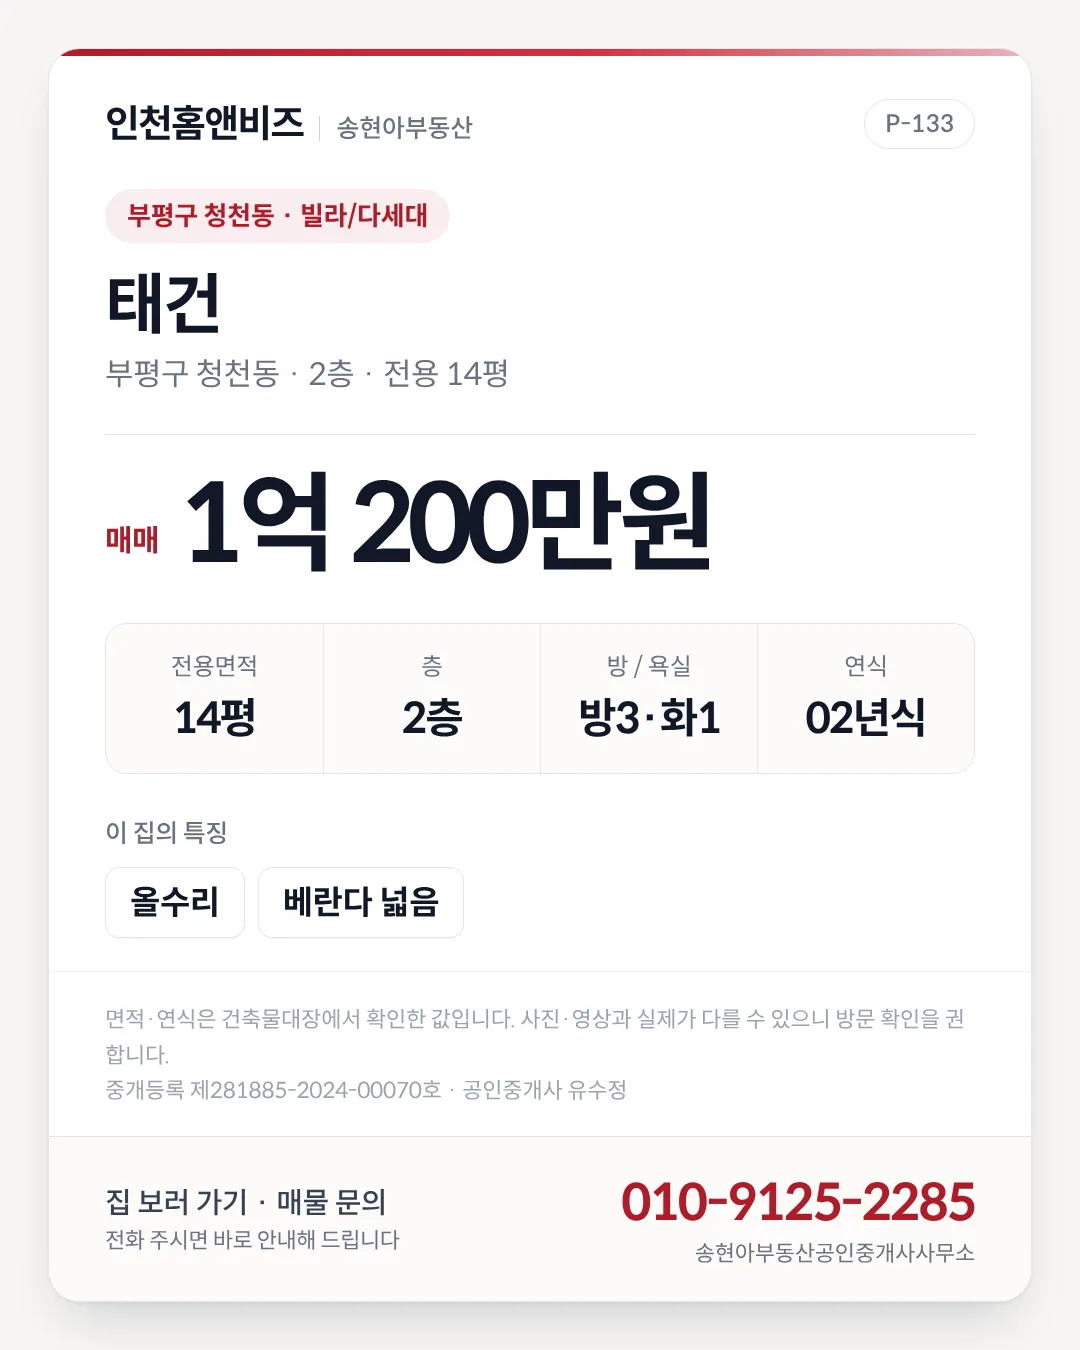 인천홈앤비즈 | 송현아부동산
P-133
부평구 청천동 · 빌라/다세대
태건
부평구 청천동 · 2층 · 전용 14평
매매 1억 200만원
전용면적 층 방 / 욕실 연식
14평 2층 방3·화1 02년식
이 집의 특징
올수리 베란다 넓음
면적·연식은 건축물대장에서 확인한 값입니다. 사진·영상과 실제가 다를 수 있으니 방문 확인을 권
합니다.
중개등록 제281885-2024-00070호 · 공인중개사 유수정
집 보러 가기 · 매물 문의
전화 주시면 바로 안내해 드립니다
010-9125-2285
송현아부동산공인중개사사무소